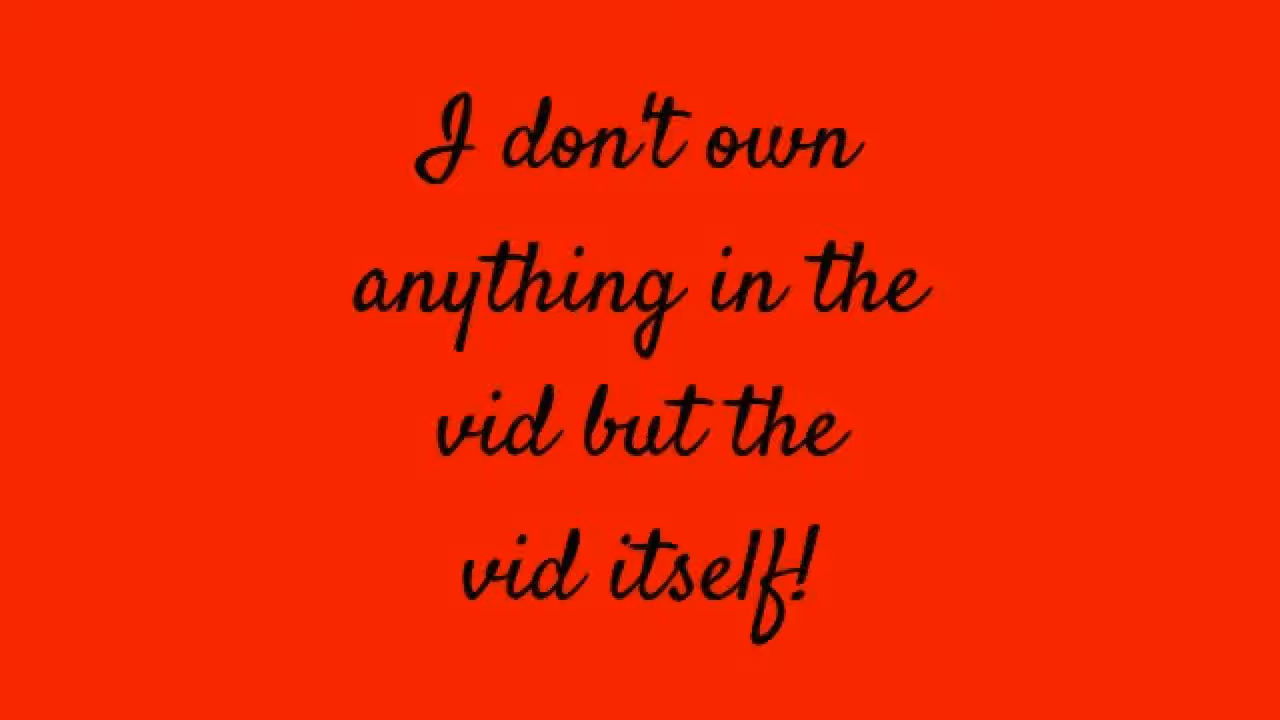 I don't own
anything in the
vid but the
vid itself!